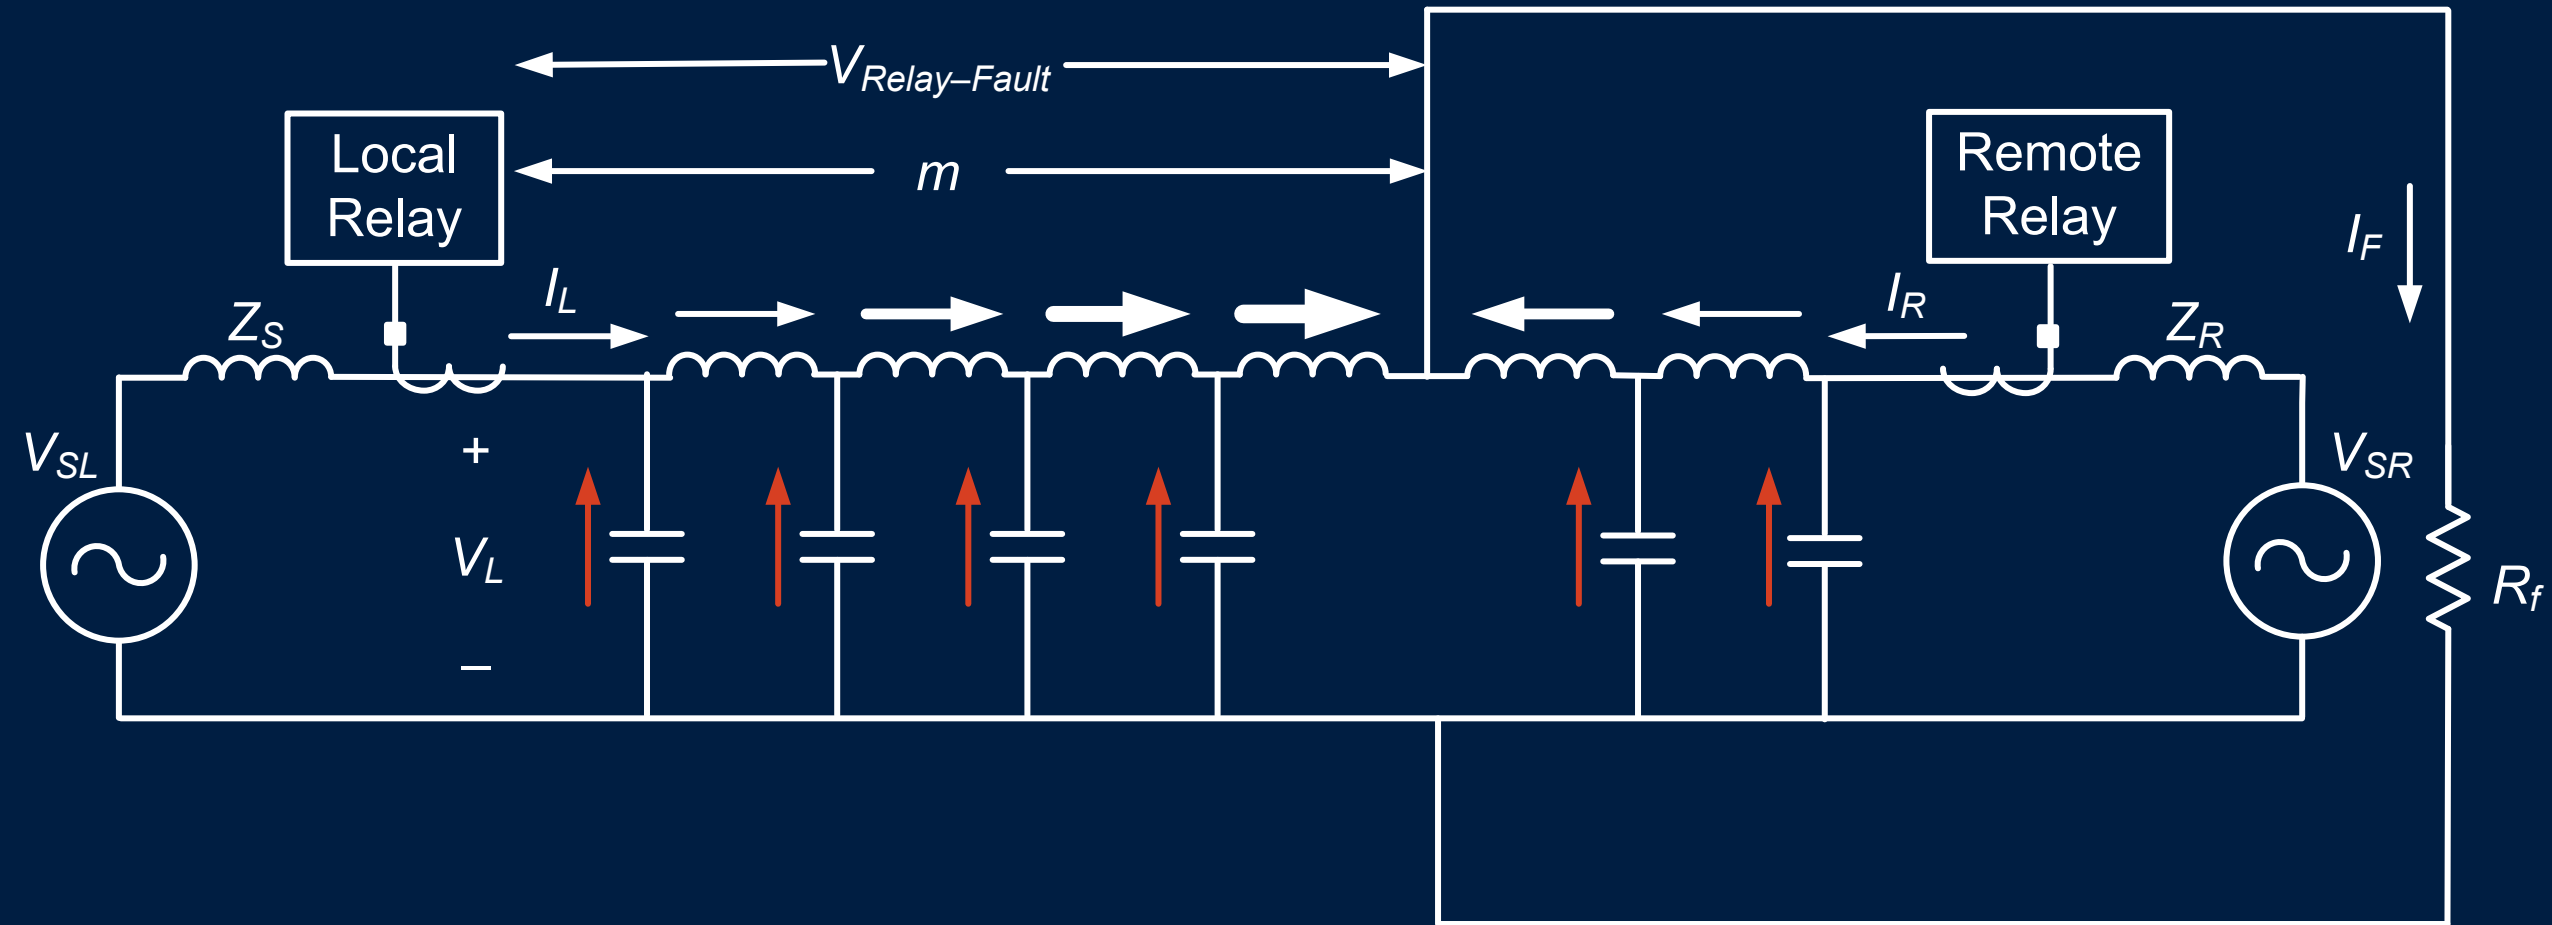 V_Relay–Fault
Local
Relay
m
Remote
Relay
I_F
I_L
I_R
Z_S
Z_R
V_SL
+
V_L
–
V_SR
R_f